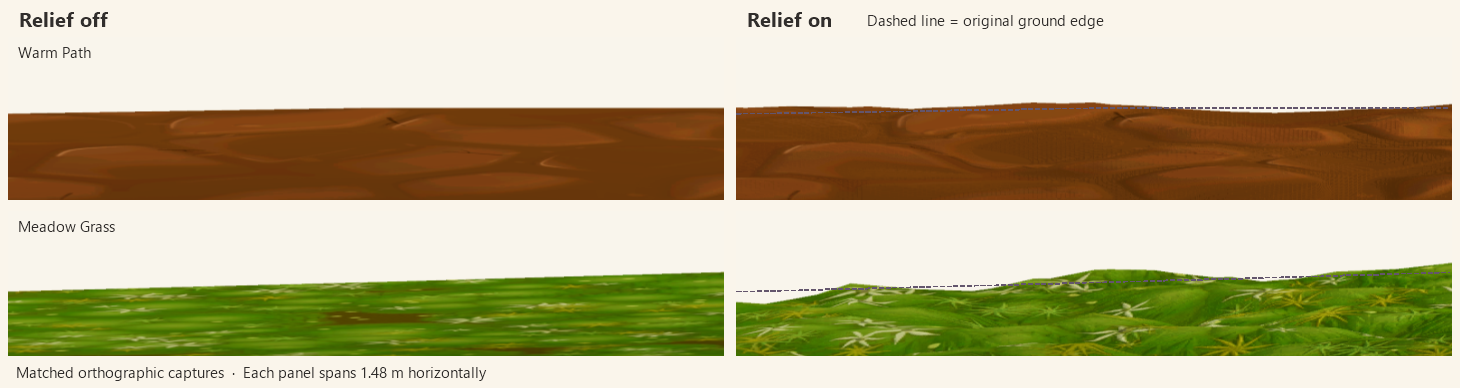 Relief off
Relief on
Dashed line = original ground edge
Warm Path
Meadow Grass
Matched orthographic captures · Each panel spans 1.48 m horizontally